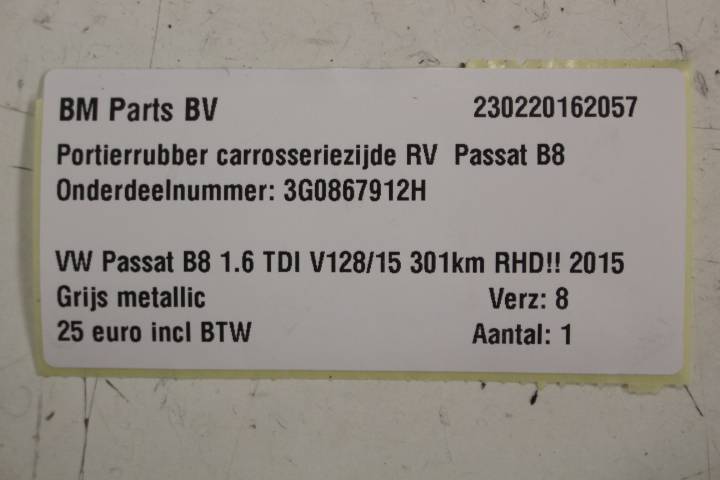 BM Parts BV 230220162057
Portierrubber carrosseriezijde RV Passat B8
Onderdeelnummer: 3G0867912H
VW Passat B8 1.6 TDI V128/15 301km RHD!! 2015
Grijs metallic Verz: 8
25 euro incl BTW Aantal: 1